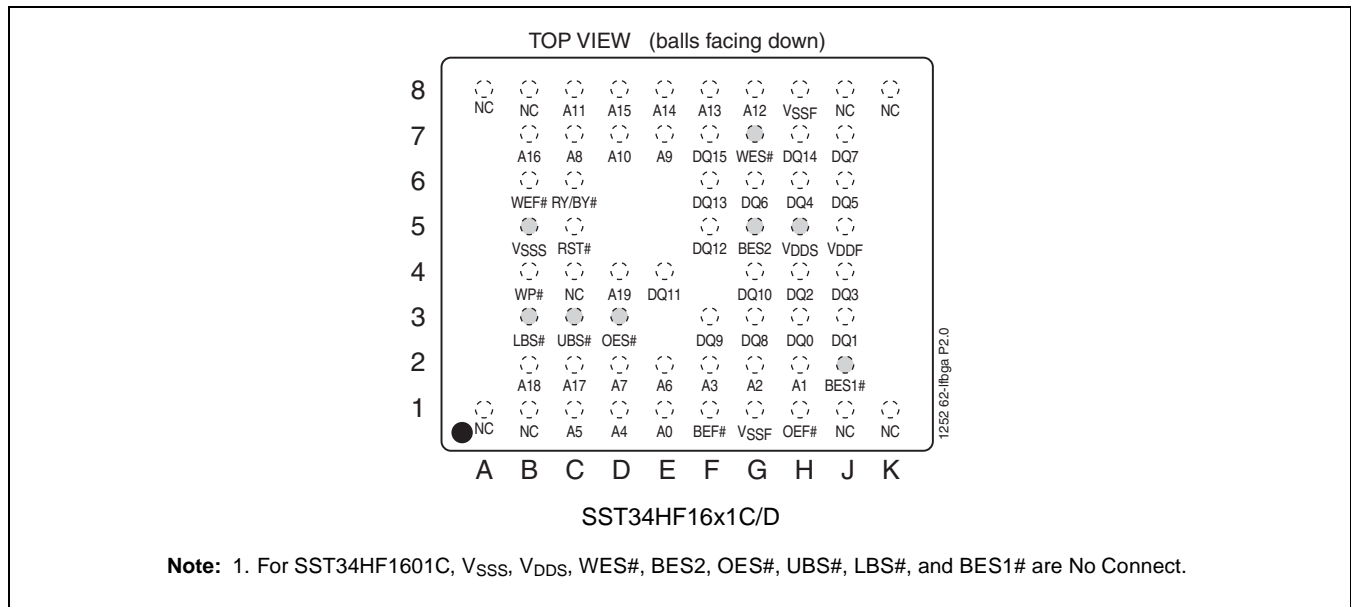 TOP VIEW (balls facing down)
8
NC NC A11 A15 A14 A13 A12 VSSF NC NC
7
A16 A8 A10 A9 DQ15 WES# DQ14 DQ7
6
WEF# RY/BY# DQ13 DQ6 DQ4 DQ5
5
VSSS RST# DQ12 BES2 VDDS VDDF
4
WP# NC A19 DQ11 DQ10 DQ2 DQ3
3
LBS# UBS# OES# DQ9 DQ8 DQ0 DQ1
2
A18 A17 A7 A6 A3 A2 A1 BES1#
1
NC NC A5 A4 A0 BEF# VSSF OEF# NC NC
A B C D E F G H J K
1252 62-lfbga P2.0
SST34HF16x1C/D
Note: 1. For SST34HF1601C, VSSS, VDDS, WES#, BES2, OES#, UBS#, LBS#, and BES1# are No Connect.